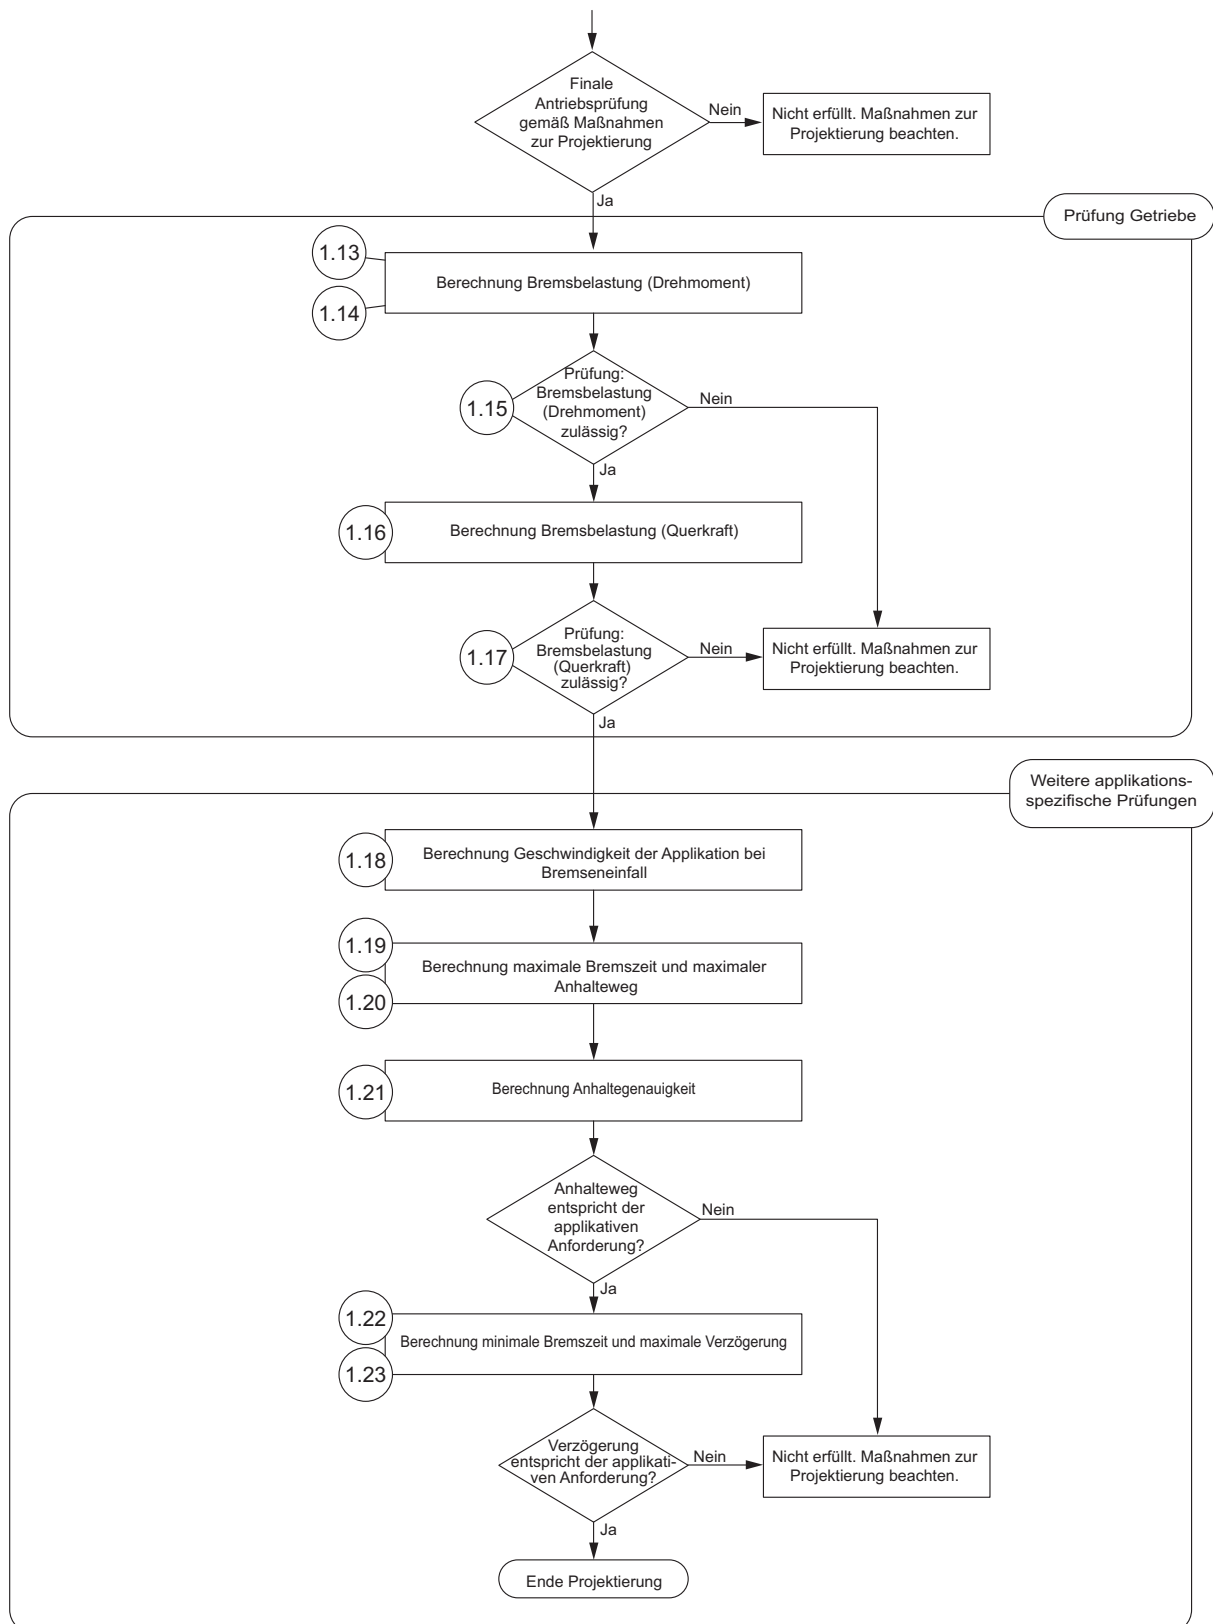 Finale
Antriebsprüfung
gemäß Maßnahmen
zur Projektierung
Nein
Nicht erfüllt. Maßnahmen zur
Projektierung beachten.
Ja
Prüfung Getriebe
1.13
1.14
Berechnung Bremsbelastung (Drehmoment)
1.15
Prüfung:
Bremsbelastung
(Drehmoment)
zulässig?
Nein
Ja
1.16
Berechnung Bremsbelastung (Querkraft)
1.17
Prüfung:
Bremsbelastung
(Querkraft)
zulässig?
Nein
Nicht erfüllt. Maßnahmen zur
Projektierung beachten.
Ja
Weitere applikations-
spezifische Prüfungen
1.18
Berechnung Geschwindigkeit der Applikation bei
Bremseneinfall
1.19
1.20
Berechnung maximale Bremszeit und maximaler
Anhalteweg
1.21
Berechnung Anhaltegenauigkeit
Anhalteweg
entspricht der
applikativen
Anforderung?
Nein
Ja
1.22
1.23
Berechnung minimale Bremszeit und maximale Verzögerung
Verzögerung
entspricht der applikati-
ven Anforderung?
Nein
Nicht erfüllt. Maßnahmen zur
Projektierung beachten.
Ja
Ende Projektierung